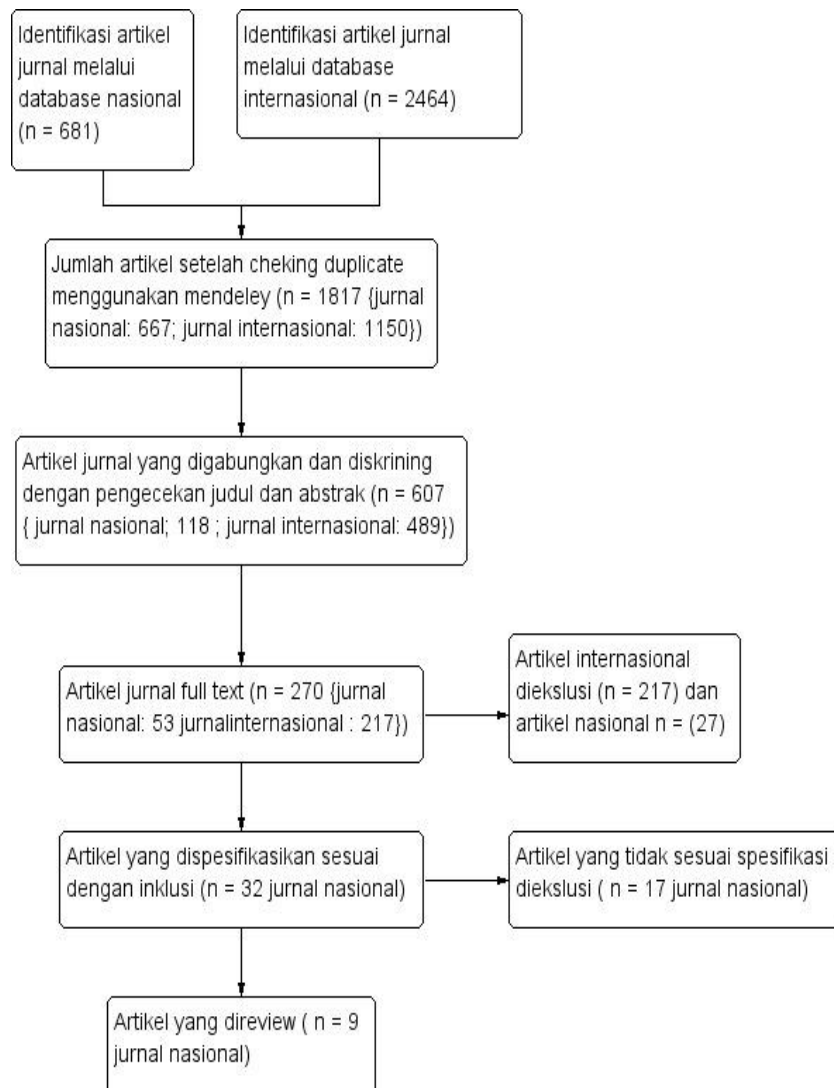 Identifikasi artikel
jurnal melalui
database nasional
(n = 681)
Identifikasi artikel jurnal
melalui database
internasional (n = 2464)
Jumlah artikel setelah cheking duplicate
menggunakan mendeley (n = 1817 {jurnal
nasional: 667; jurnal internasional: 1150})
Artikel jurnal yang digabungkan dan diskrining
dengan pengecekan judul dan abstrak (n = 607
{ jurnal nasional; 118 ; jurnal internasional: 489})
Artikel jurnal full text (n = 270 {jurnal
nasional: 53 jurnalinternasional : 217})
Artikel internasional
diekslusi (n = 217) dan
artikel nasional n = (27)
Artikel yang dispesifikasikan sesuai
dengan inklusi (n = 32 jurnal nasional)
Artikel yang tidak sesuai spesifikasi
diekslusi ( n = 17 jurnal nasional)
Artikel yang direview ( n = 9
jurnal nasional)